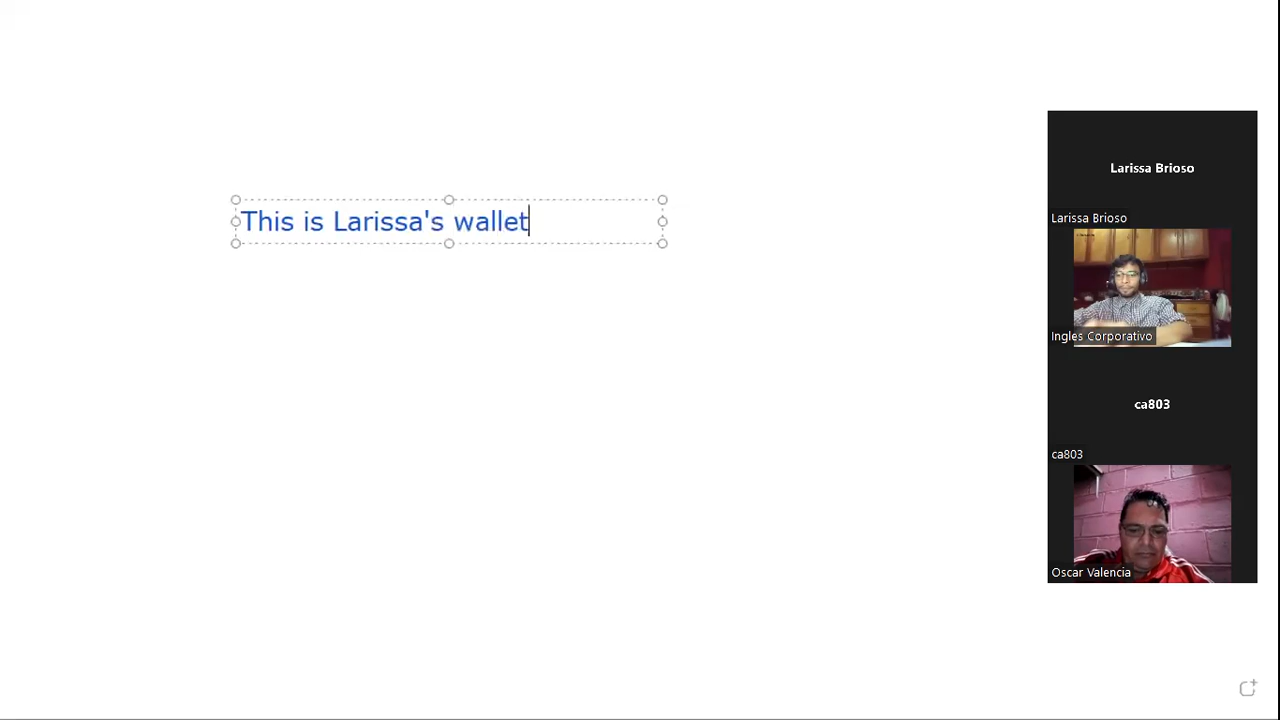 This is Larissa's wallet
Larissa Brioso
Larissa Brioso
Ingles Corporativo
ca803
ca803
Oscar Valencia